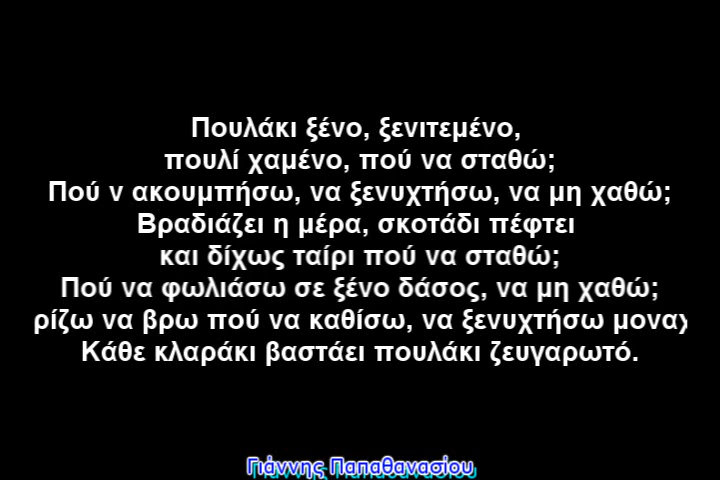 Πουλάκι ξένο, ξενιτεμένο,
πουλί χαμένο, πού να σταθώ;
Πού ν ακουμπήσω, να ξενυχτήσω, να μη χαθώ;
Βραδιάζει η μέρα, σκοτάδι πέφτει
και δίχως ταίρι πού να σταθώ;
Πού να φωλιάσω σε ξένο δάσος, να μη χαθώ;
ρίζω να βρω πού να καθίσω, να ξενυχτήσω
Κάθε κλαράκι βαστάει πουλάκι ζευγαρωτό.
Γιάννης Παπαθανασίου